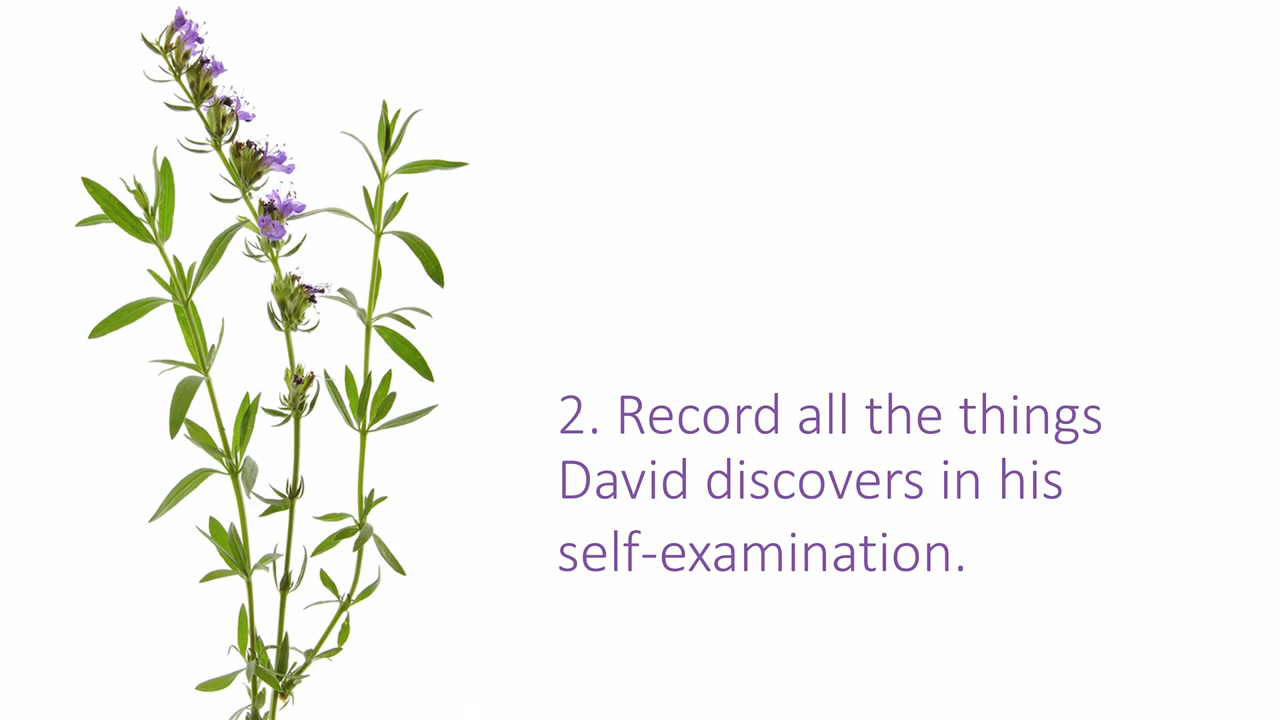 2. Record all the things
David discovers in his
self-examination.